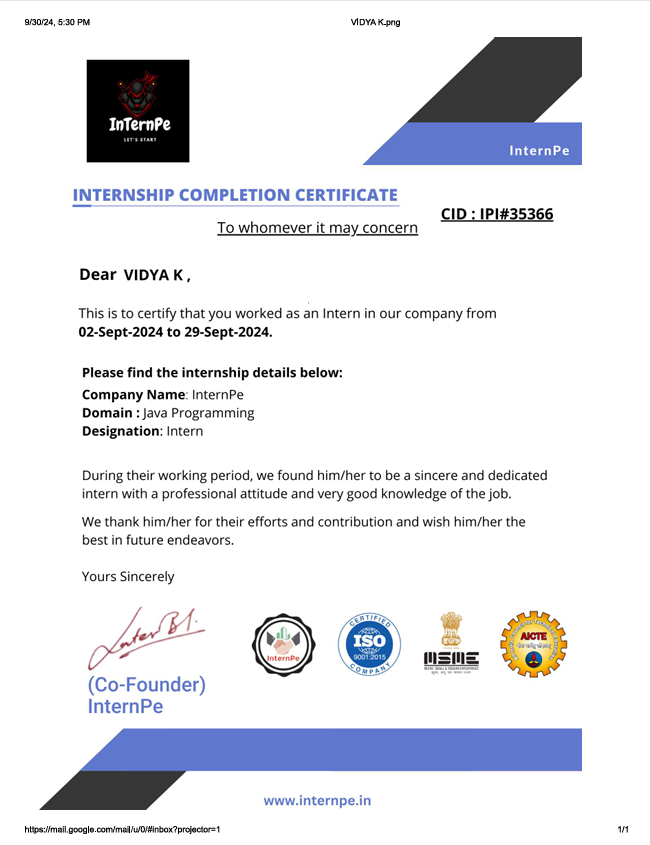 9/30/24, 5:30 PM
VIDYA K.png
InTernPe
LET'S START
InternPe
INTERNSHIP COMPLETION CERTIFICATE
CID : IPI#35366
To whomever it may concern
Dear VIDYA K ,
This is to certify that you worked as an Intern in our company from
02-Sept-2024 to 29-Sept-2024.
Please find the internship details below:
Company Name: InternPe
Domain : Java Programming
Designation: Intern
During their working period, we found him/her to be a sincere and dedicated
intern with a professional attitude and very good knowledge of the job.
We thank him/her for their efforts and contribution and wish him/her the
best in future endeavors.
Yours Sincerely
(Co-Founder)
InternPe
InternPe
CERTIFIED
ISO
9001:2015
COMPANY
MSME
AICTE
www.internpe.in
https://mail.google.com/mail/u/0/#inbox?projector=1
1/1